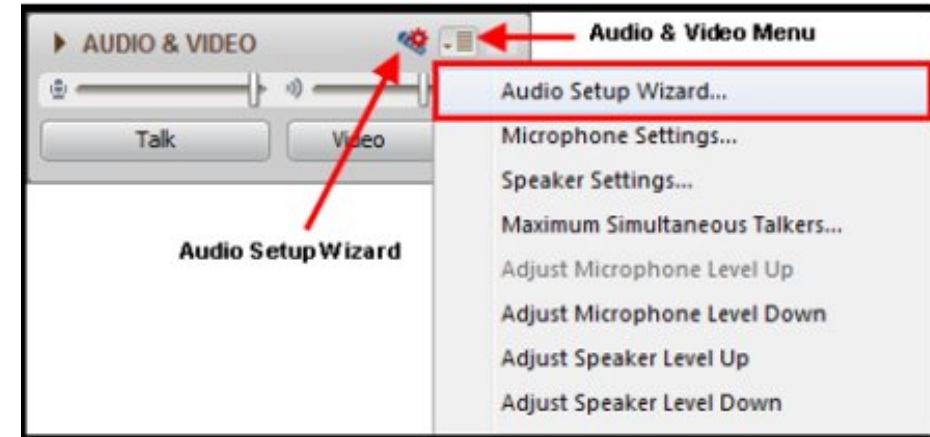 AUDIO & VIDEO
Audio & Video Menu
Talk
Video
Audio Setup Wizard
Audio Setup Wizard...
Microphone Settings...
Speaker Settings...
Maximum Simultaneous Talkers...
Adjust Microphone Level Up
Adjust Microphone Level Down
Adjust Speaker Level Up
Adjust Speaker Level Down